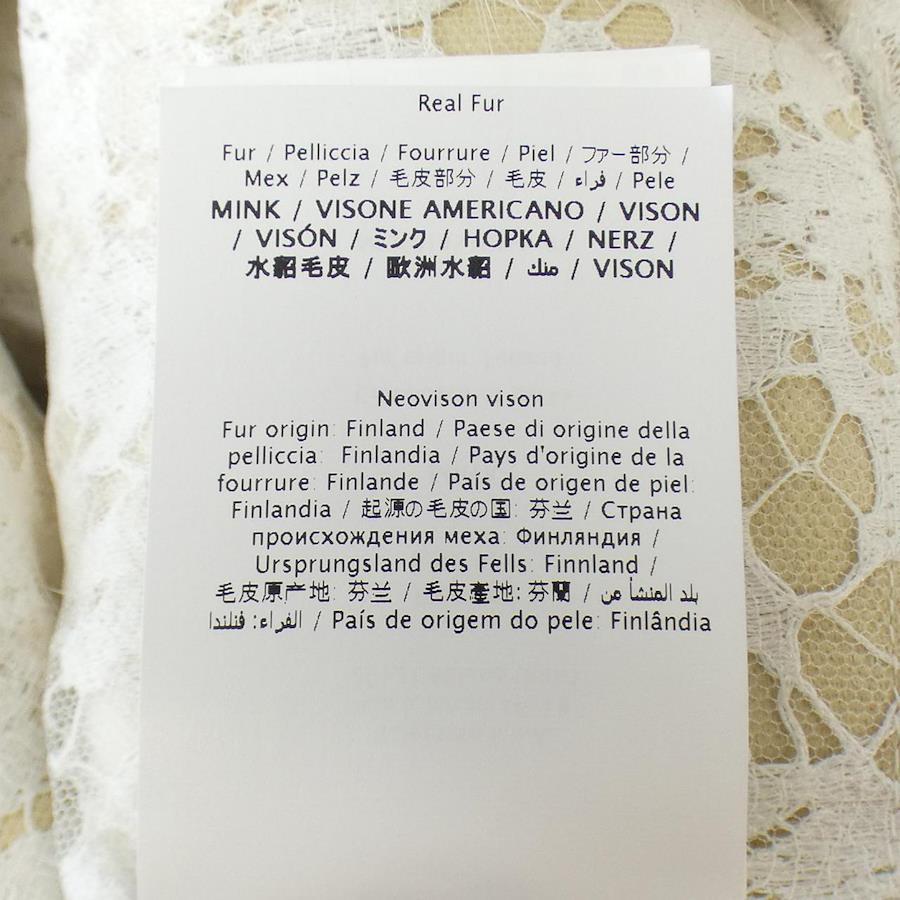 Real Fur
Fur / Pelliccia / Fourrure / Piel / ファー部分 /
Mex / Pelz / 毛皮部分 / 毛皮 / فراء / Pele
MINK / VISONE AMERICANO / VISON
/ VISÓN / ミンク / HOPKA / NERZ /
水貂毛皮 / 歐洲水貂 / منك / VISON
Neovison vison
Fur origin: Finland / Paese di origine della
pelliccia: Finlandia / Pays d'origine de la
fourrure: Finlande / País de origen de piel:
Finlandia / 起源の毛皮の国: 芬兰 / Страна
происхождения меха: Финляндия /
Ursprungsland des Fells: Finnland /
毛皮原产地: 芬兰 / 毛皮產地: 芬蘭 / بلد المنشأ من
الفراء: فنلندا / País de origem do pele: Finlândia